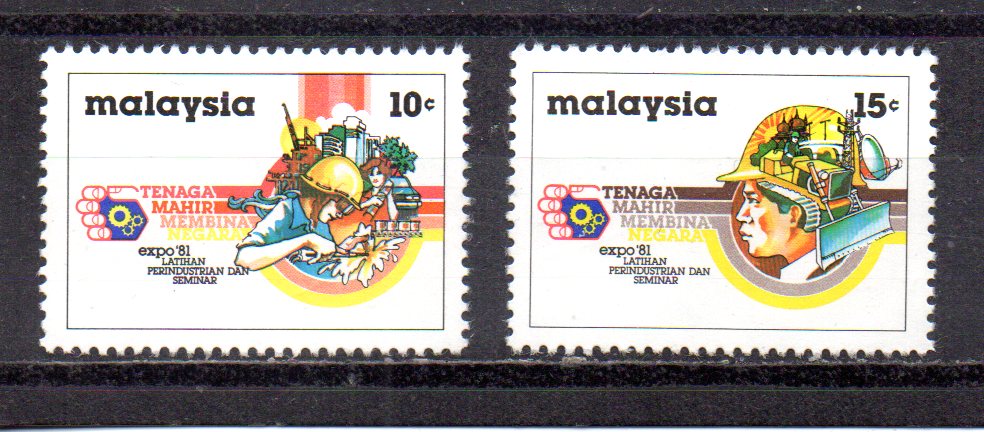 malaysia 10¢
TENAGA
MAHIR
MEMBINA
NEGARA
expo '81
LATIHAN
PERINDUSTRIAN DAN
SEMINAR
malaysia 15¢
TENAGA
MAHIR
MEMBINA
NEGARA
expo '81
LATIHAN
PERINDUSTRIAN DAN
SEMINAR